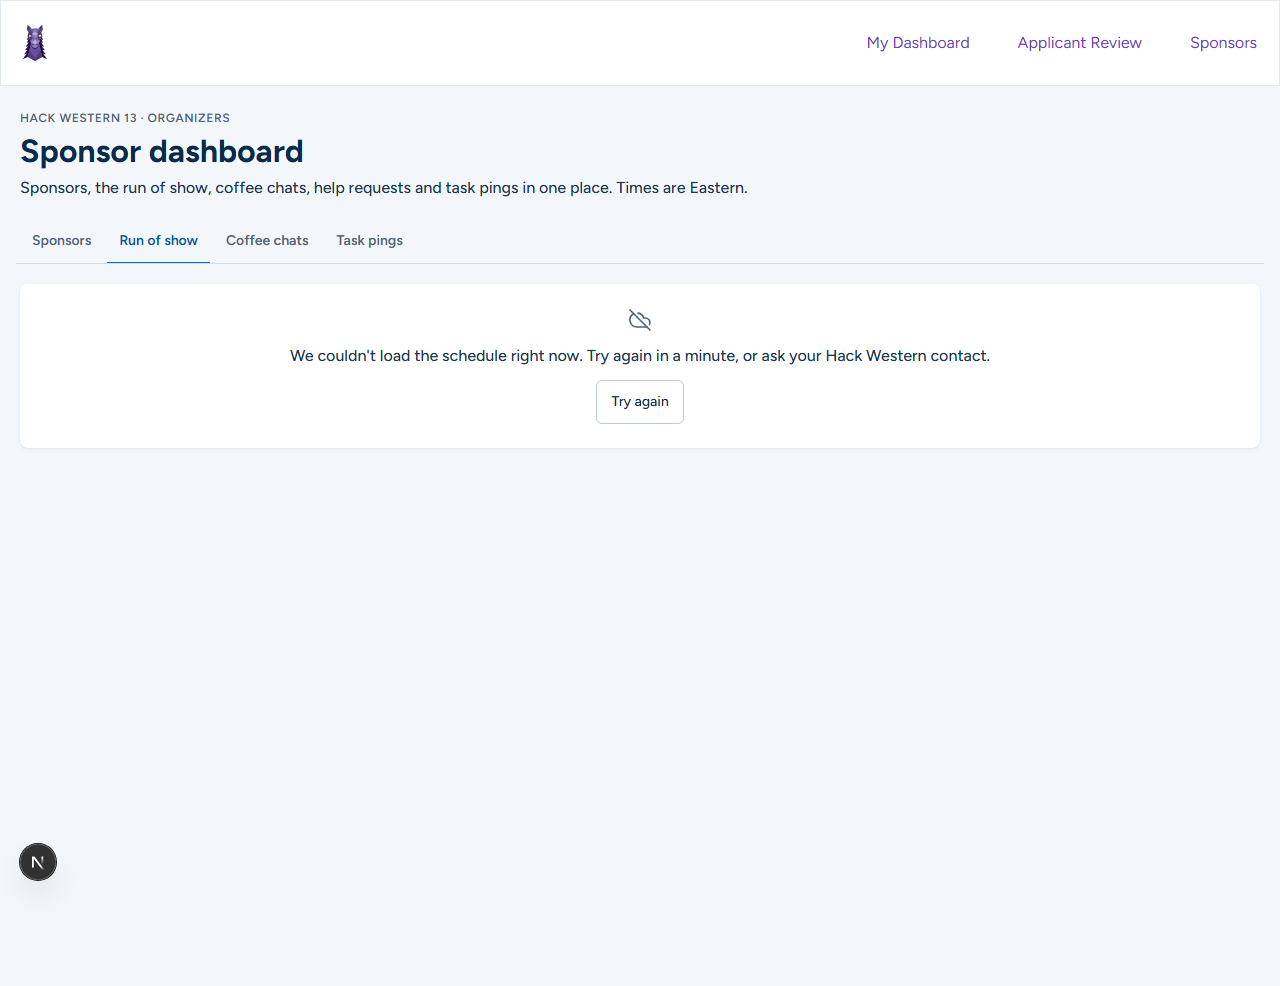 My Dashboard
Applicant Review
Sponsors
HACK WESTERN 13 · ORGANIZERS
Sponsor dashboard
Sponsors, the run of show, coffee chats, help requests and task pings in one place. Times are Eastern.
Sponsors
Run of show
Coffee chats
Task pings
We couldn't load the schedule right now. Try again in a minute, or ask your Hack Western contact.
Try again
N